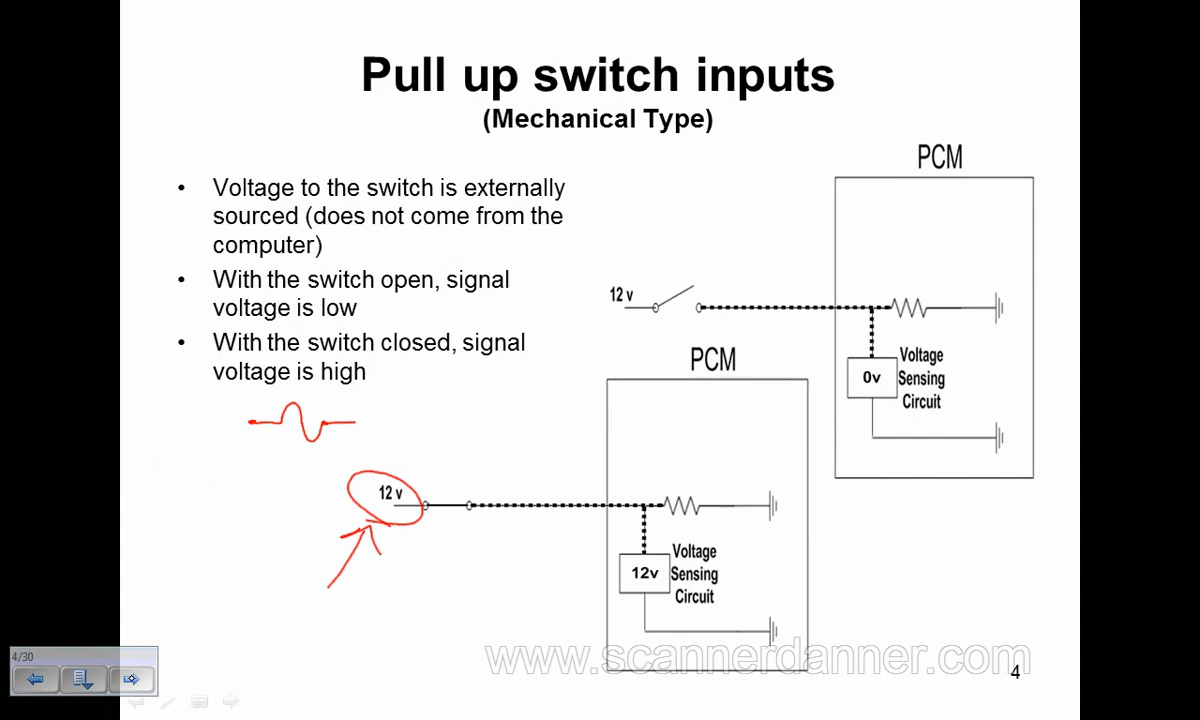 Pull up switch inputs
(Mechanical Type)
• Voltage to the switch is externally
sourced (does not come from the
computer)
• With the switch open, signal
voltage is low
• With the switch closed, signal
voltage is high
PCM
12 v
0v
Voltage
Sensing
Circuit
PCM
12 v
12v
Voltage
Sensing
Circuit
www.scannerdanner.com
4
4/30